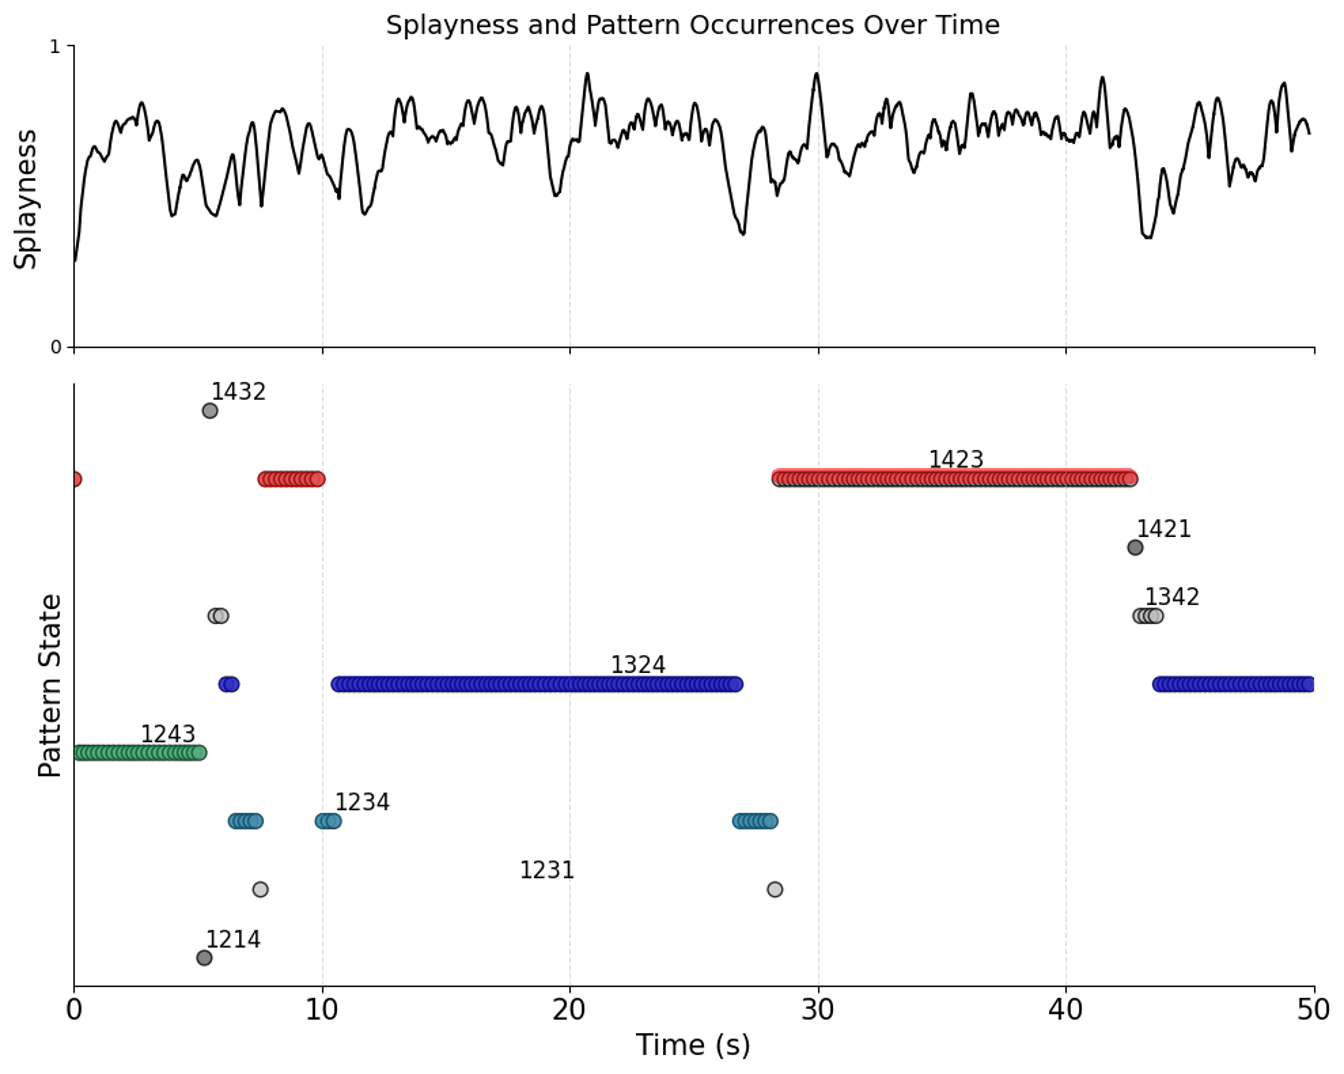 Splayness and Pattern Occurrences Over Time
1
Splayness
0
1432
1423
1421
1342
Pattern State
1324
1243
1234
1231
1214
0 10 20 30 40 50
Time (s)